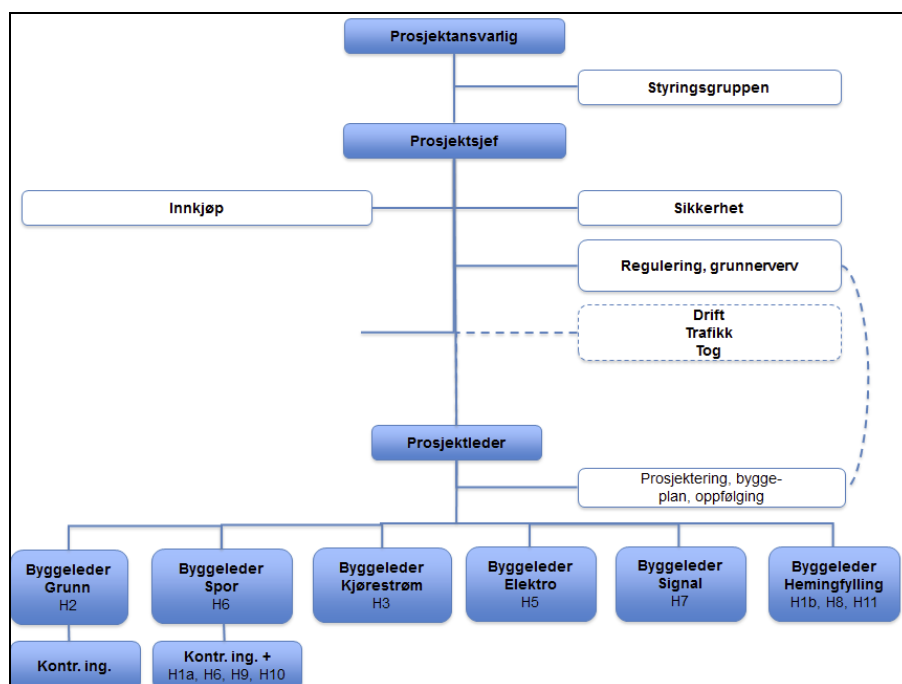 Prosjektansvarlig
Styringsgruppen
Prosjektsjef
Innkjøp
Sikkerhet
Regulering, grunnerverv
Drift
Trafikk
Tog
Prosjektleder
Prosjektering, bygge-
plan, oppfølging
Byggeleder
Grunn
H2
Byggeleder
Spor
H6
Byggeleder
Kjørestrøm
H3
Byggeleder
Elektro
H5
Byggeleder
Signal
H7
Byggeleder
Hemingfylling
H1b, H8, H11
Kontr. ing.
Kontr. ing. +
H1a, H6, H9, H10